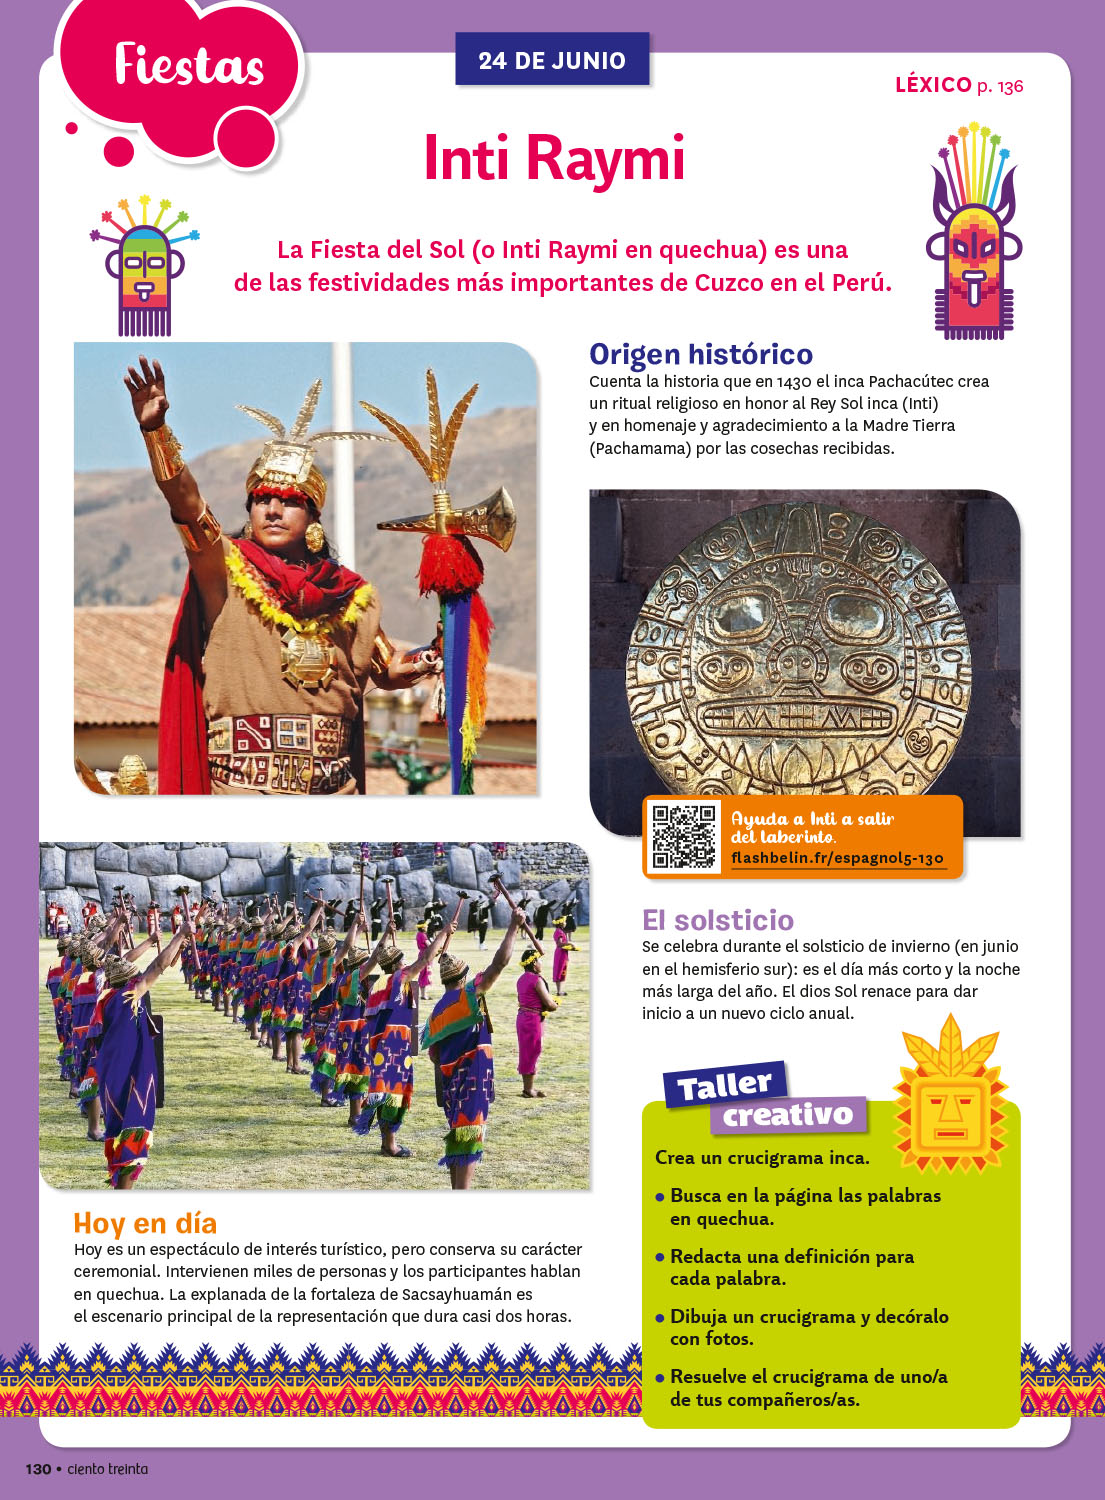 Fiestas
24 DE JUNIO
LÉXICO p. 136
Inti Raymi
La Fiesta del Sol (o Inti Raymi en quechua) es una
de las festividades más importantes de Cuzco en el Perú.
Origen histórico
Cuenta la historia que en 1430 el inca Pachacútec crea
un ritual religioso en honor al Rey Sol inca (Inti)
y en homenaje y agradecimiento a la Madre Tierra
(Pachamama) por las cosechas recibidas.
Ayuda a Inti a salir
del laberinto.
flashbelin.fr/espagnol5-130
El solsticio
Se celebra durante el solsticio de invierno (en junio
en el hemisferio sur): es el día más corto y la noche
más larga del año. El dios Sol renace para dar
inicio a un nuevo ciclo anual.
Hoy en día
Hoy es un espectáculo de interés turístico, pero conserva su carácter
ceremonial. Intervienen miles de personas y los participantes hablan
en quechua. La explanada de la fortaleza de Sacsayhuamán es
el escenario principal de la representación que dura casi dos horas.
Taller
creativo
Crea un crucigrama inca.
• Busca en la página las palabras
en quechua.
• Redacta una definición para
cada palabra.
• Dibuja un crucigrama y decóralo
con fotos.
• Resuelve el crucigrama de uno/a
de tus compañeros/as.
130 • ciento treinta